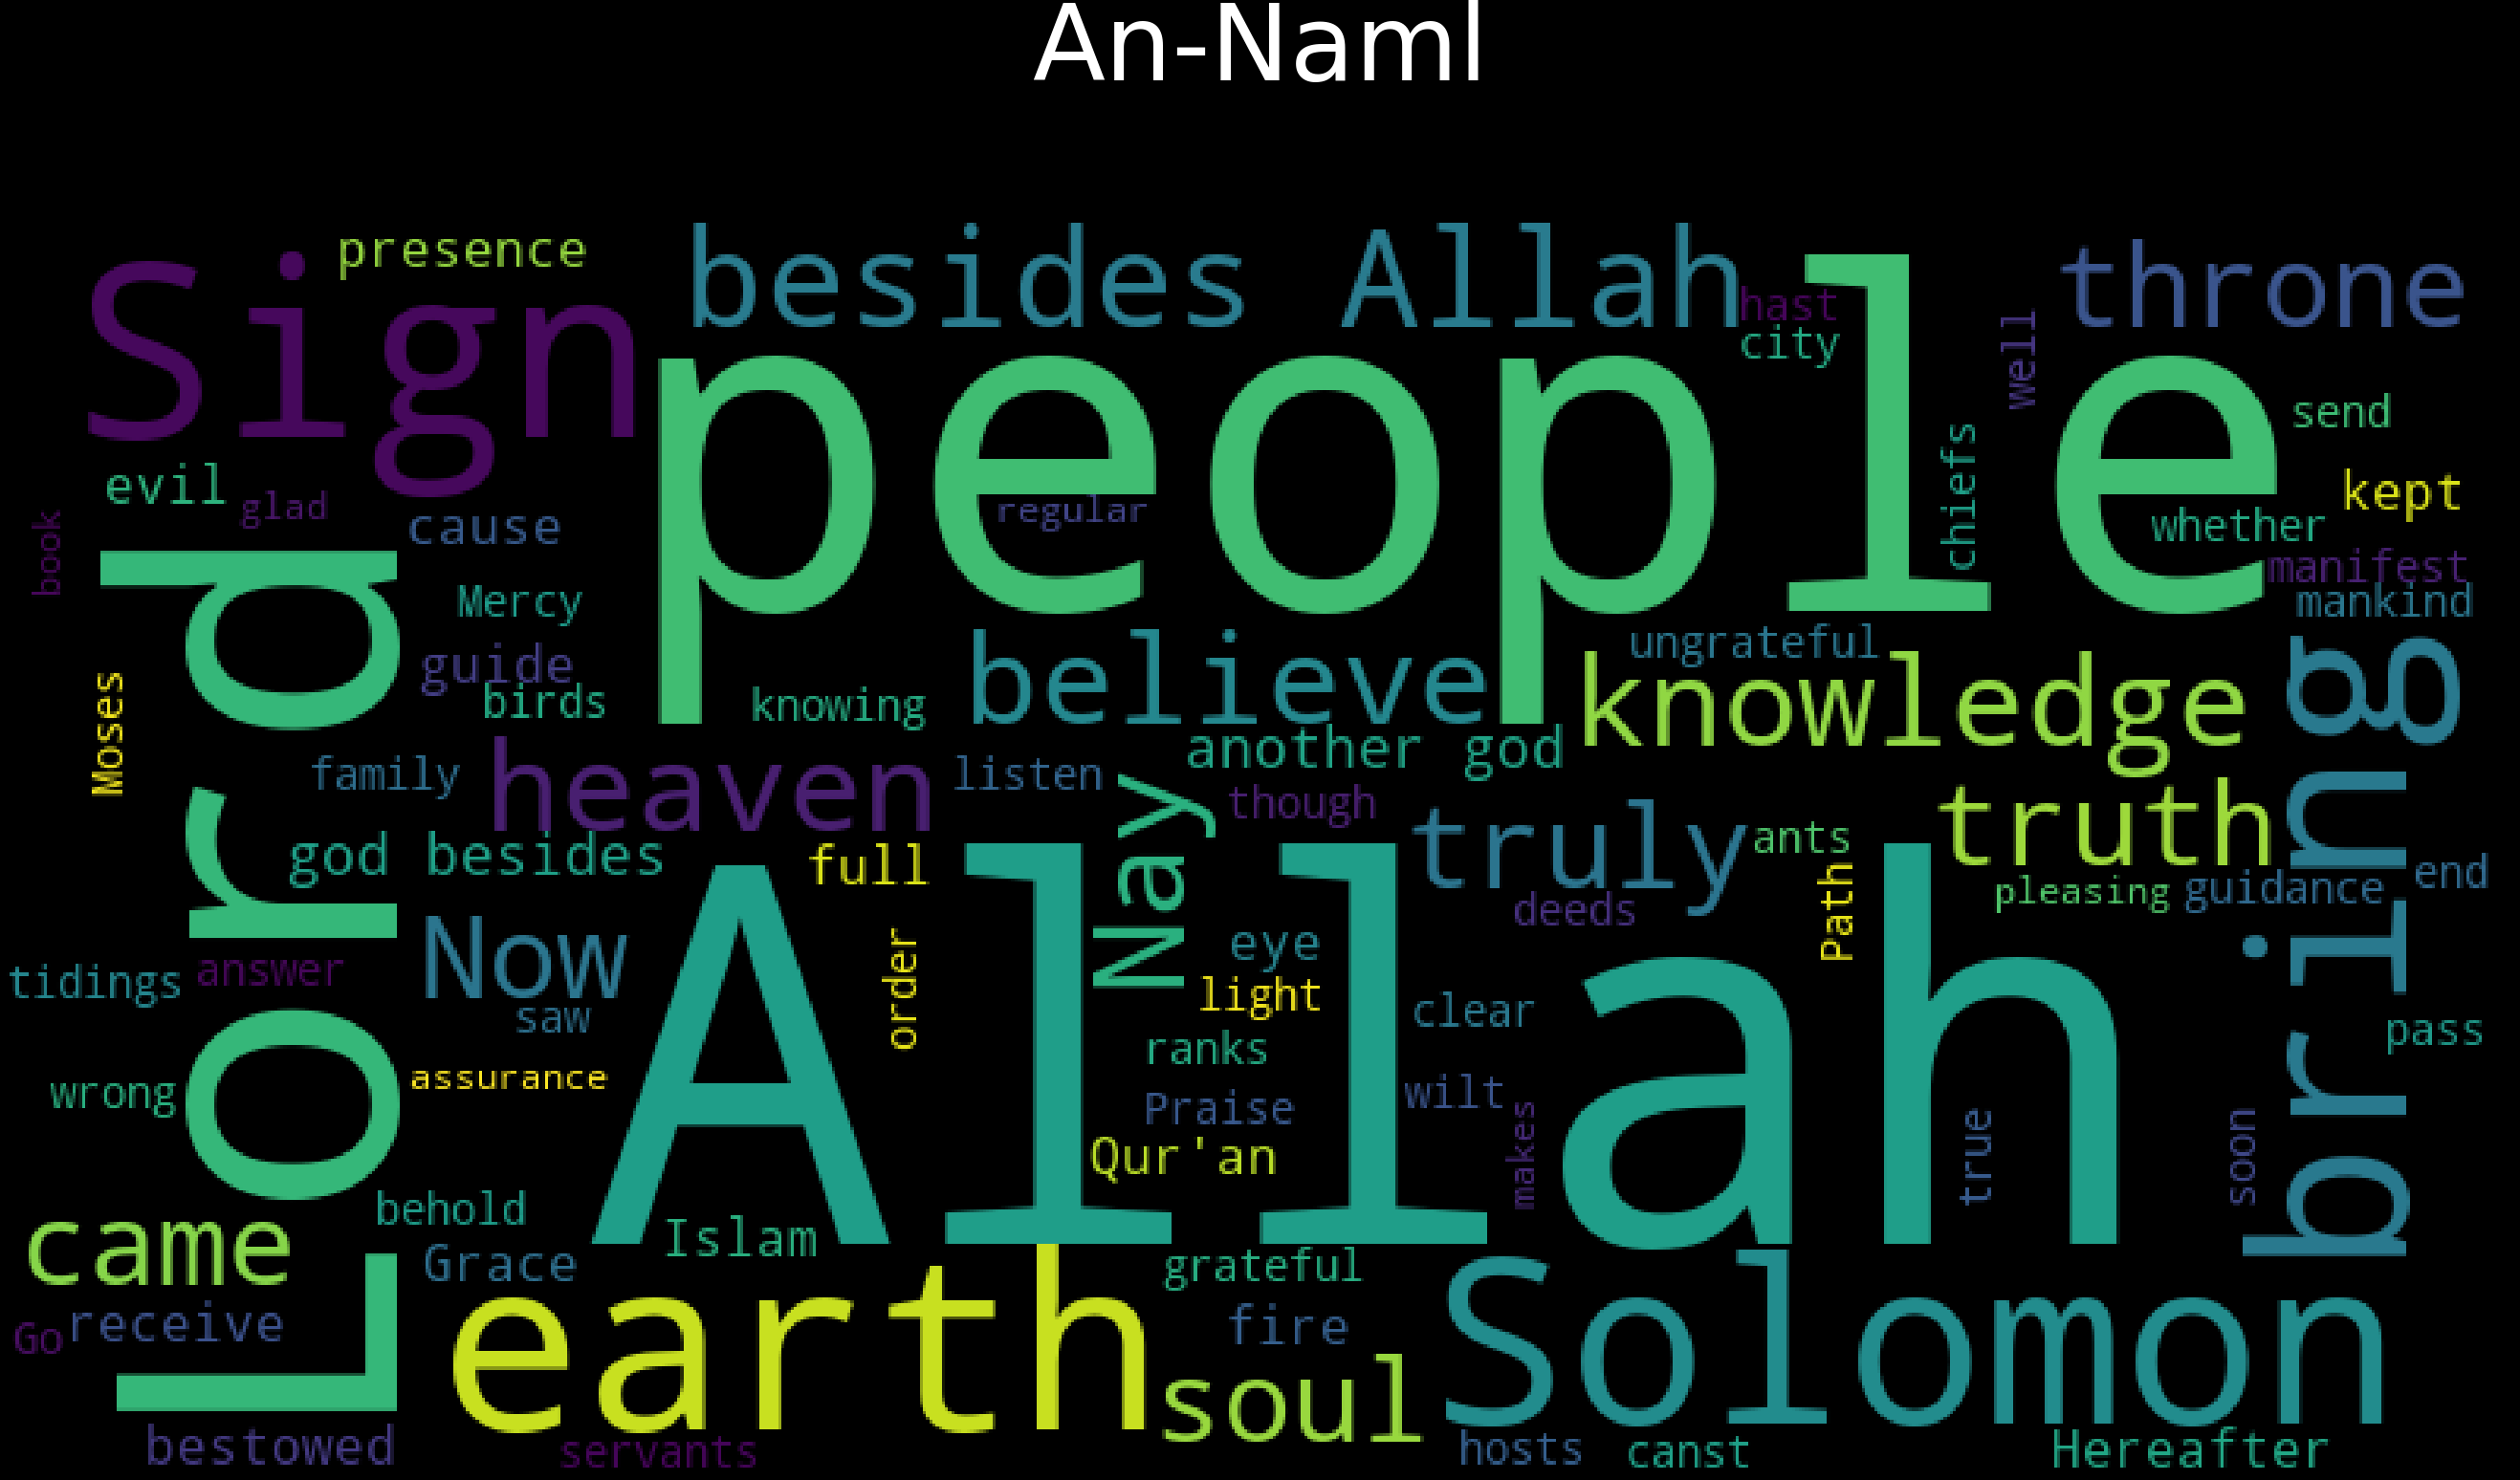 An-Naml
presence
besides Allah
throne
Sign
hast
city
well
people
send
evil
glad
cause
regular
chiefs
kept
whether
book
manifest
mankind
Mercy
Lord
guide
birds
knowing
believe
ungrateful
knowledge
bring
Moses
another god
family
heaven
listen
though
Nay
truly
ants
truth
god besides
full
deeds
Path
pleasing
guidance
end
Now
order
eye
tidings
answer
saw
light
clear
pass
ranks
wrong
assurance
Allah
Praise
wilt
makes
true
soon
Qur'an
behold
Islam
came
Grace
grateful
earth
Solomon
Go
receive
fire
soul
bestowed
servants
hosts
canst
Hereafter